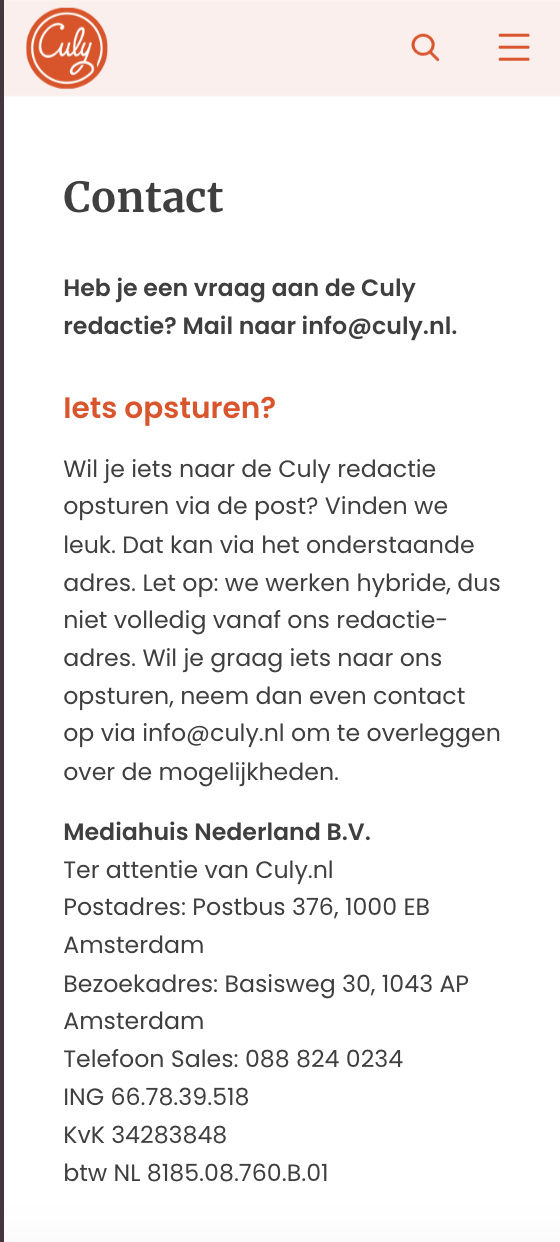 Culy
Contact
Heb je een vraag aan de Culy
redactie? Mail naar info@culy.nl.
Iets opsturen?
Wil je iets naar de Culy redactie
opsturen via de post? Vinden we
leuk. Dat kan via het onderstaande
adres. Let op: we werken hybride, dus
niet volledig vanaf ons redactie-
adres. Wil je graag iets naar ons
opsturen, neem dan even contact
op via info@culy.nl om te overleggen
over de mogelijkheden.
Mediahuis Nederland B.V.
Ter attentie van Culy.nl
Postadres: Postbus 376, 1000 EB
Amsterdam
Bezoekadres: Basisweg 30, 1043 AP
Amsterdam
Telefoon Sales: 088 824 0234
ING 66.78.39.518
KvK 34283848
btw NL 8185.08.760.B.01